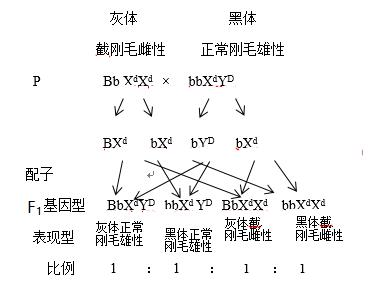 灰体 黑体
截刚毛雌性 正常刚毛雄性
P Bb XᵈXᵈ × bbXᵈYᴰ
BXᵈ bXᵈ bYᴰ bXᵈ
配子
F₁基因型 BbXᵈYᴰ bbXᵈ Yᴰ BbXᵈXᵈ bbXᵈXᵈ
表现型 灰体正常刚毛雄性 黑体正常刚毛雄性 灰体截刚毛雌性 黑体截刚毛雌性
比例 1 : 1 : 1 : 1